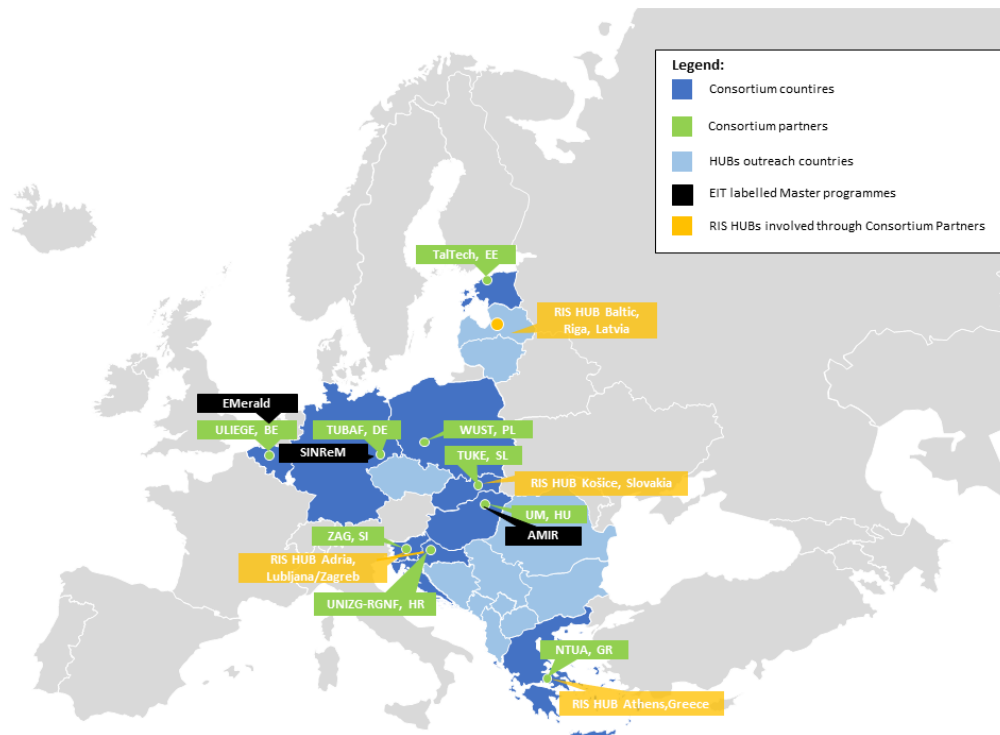 Legend:
Consortium countires
Consortium partners
HUBs outreach countries
EIT labelled Master programmes
RIS HUBs involved through Consortium Partners
TalTech, EE
RIS HUB Baltic,
Riga, Latvia
EMerald
ULIEGE, BE
TUBAF, DE
WUST, PL
SINReM
TUKE, SL
RIS HUB Košice, Slovakia
UM, HU
AMIR
ZAG, SI
RIS HUB Adria,
Lubljana/Zagreb
UNIZG-RGNF, HR
NTUA, GR
RIS HUB Athens,Greece